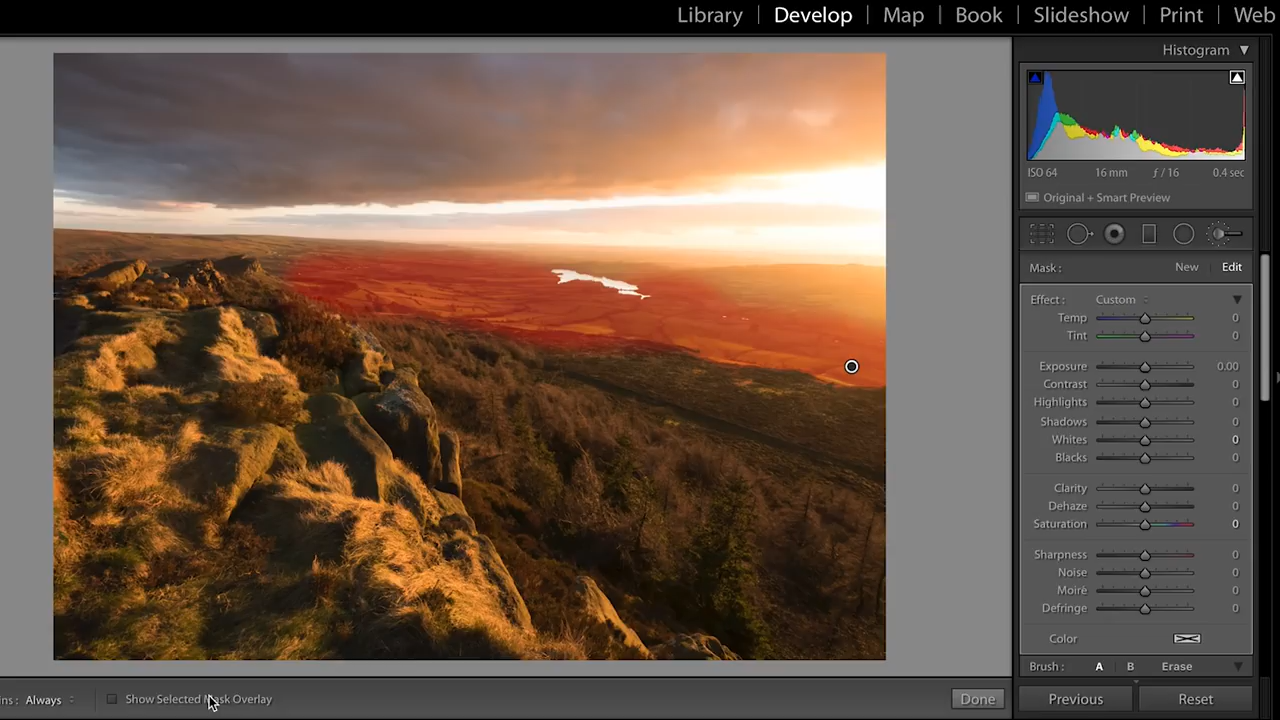 Library | Develop | Map | Book | Slideshow | Print | Web
Histogram
ISO 64 16 mm ƒ / 16 0.4 sec
Original + Smart Preview
Mask : New Edit
Effect : Custom
Temp 0
Tint 0
Exposure 0.00
Contrast 0
Highlights 0
Shadows 0
Whites 0
Blacks 0
Clarity 0
Dehaze 0
Saturation 0
Sharpness 0
Noise 0
Moiré 0
Defringe 0
Color
Brush : A B Erase
ins : Always Show Selected Mask Overlay Done Previous Reset